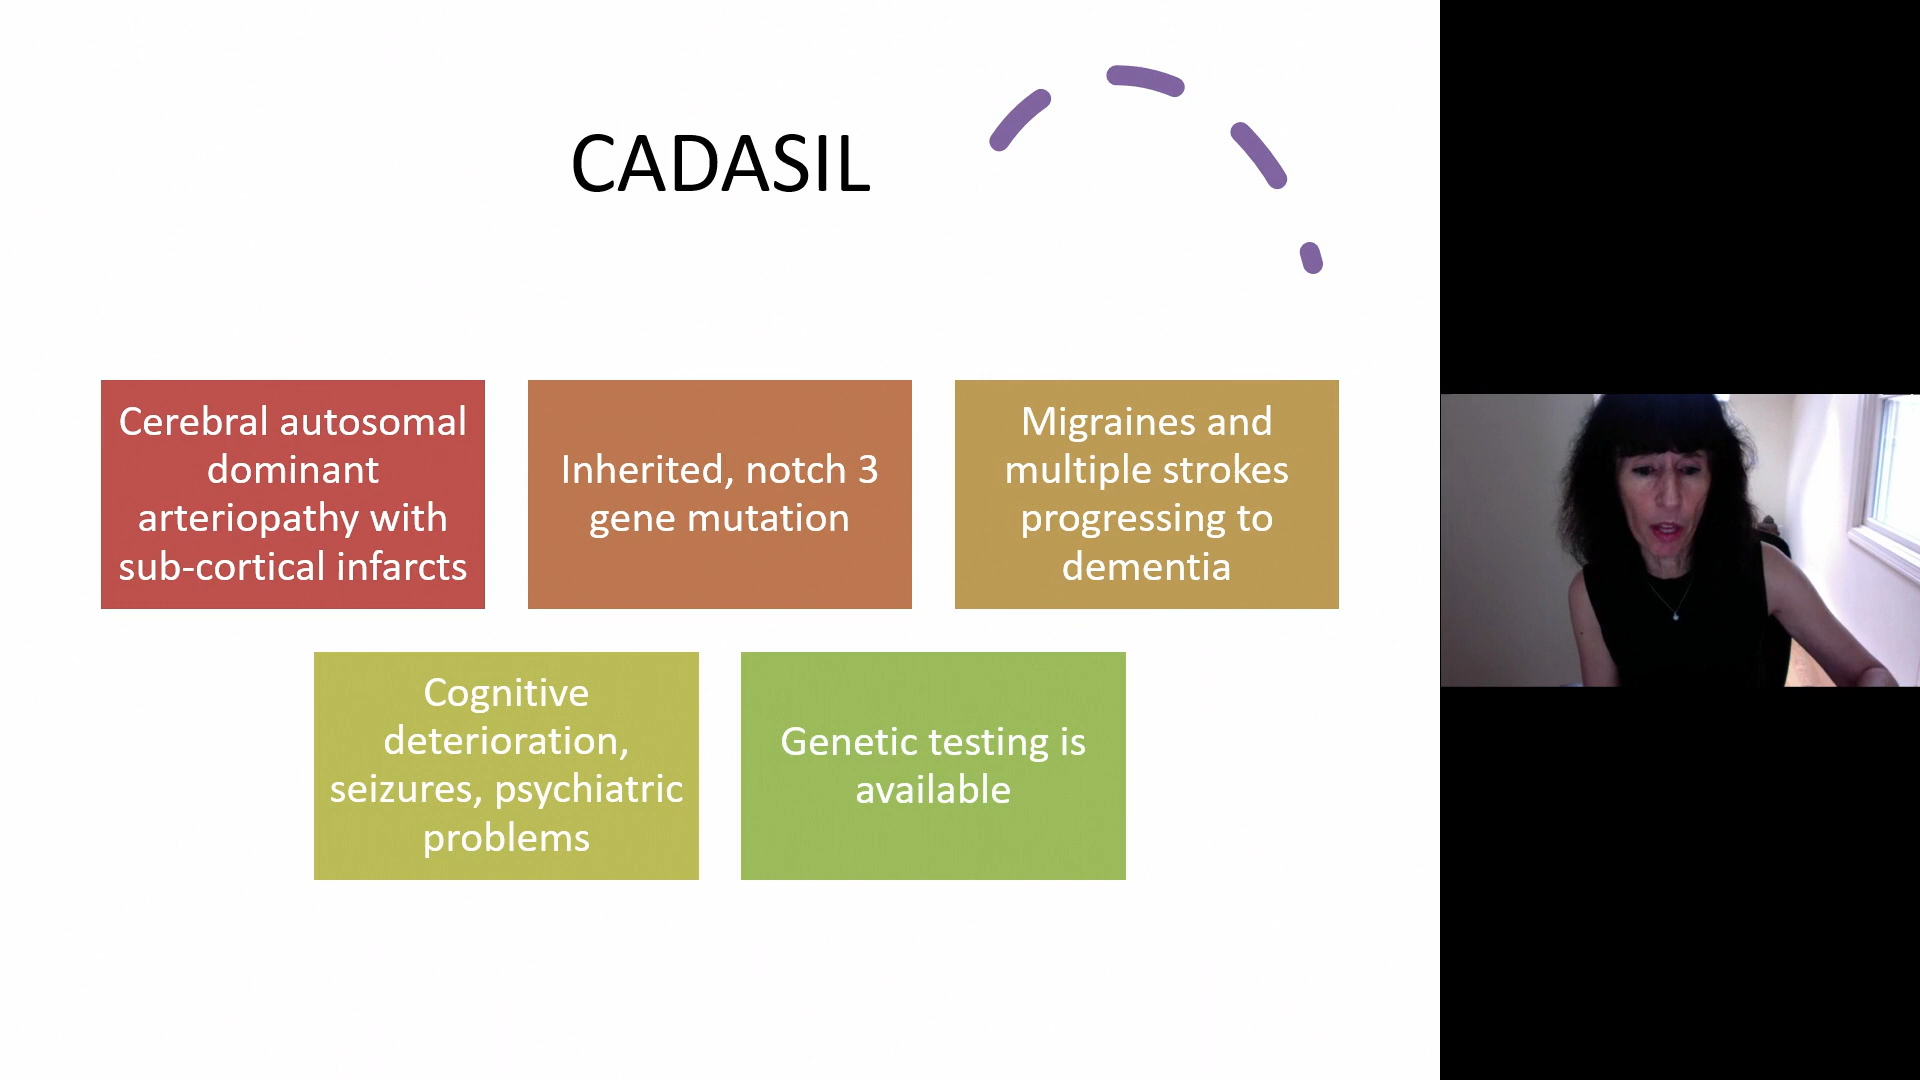 CADASIL
Cerebral autosomal
dominant
arteriopathy with
sub-cortical infarcts
Inherited, notch 3
gene mutation
Migraines and
multiple strokes
progressing to
dementia
Cognitive
deterioration,
seizures, psychiatric
problems
Genetic testing is
available